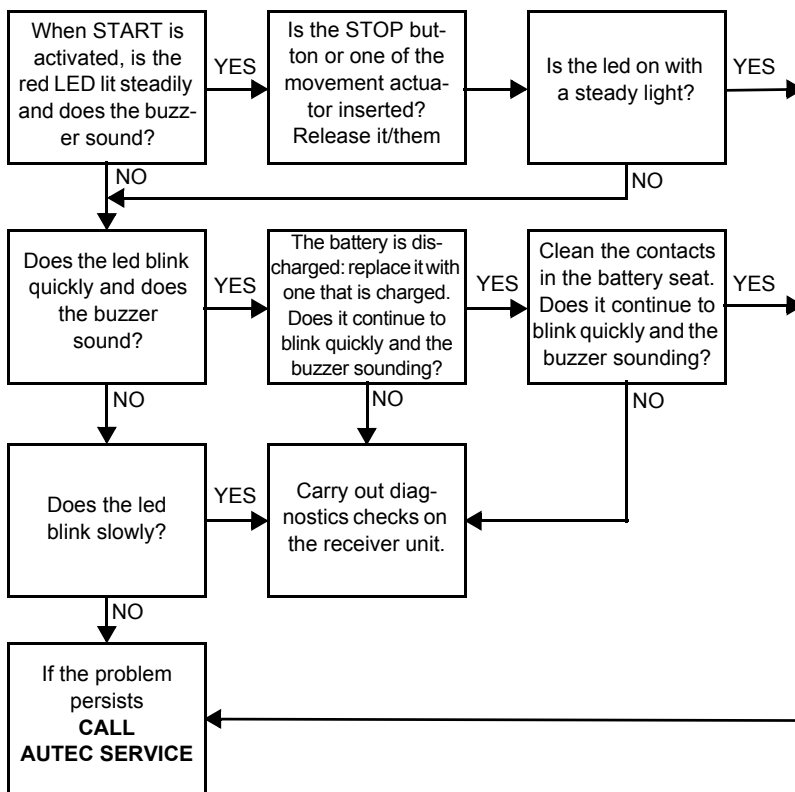 When START is
activated, is the
red LED lit steadily
and does the buzz-
er sound?
YES
Is the STOP but-
ton or one of the
movement actua-
tor inserted?
Release it/them
Is the led on with
a steady light?
YES
NO
NO
Does the led blink
quickly and does
the buzzer
sound?
YES
The battery is dis-
charged: replace it with
one that is charged.
Does it continue to
blink quickly and the
buzzer sounding?
YES
Clean the contacts
in the battery seat.
Does it continue to
blink quickly and the
buzzer sounding?
YES
NO
NO
NO
Does the led
blink slowly?
YES
Carry out diag-
nostics checks on
the receiver unit.
NO
If the problem
persists
CALL
AUTEC SERVICE